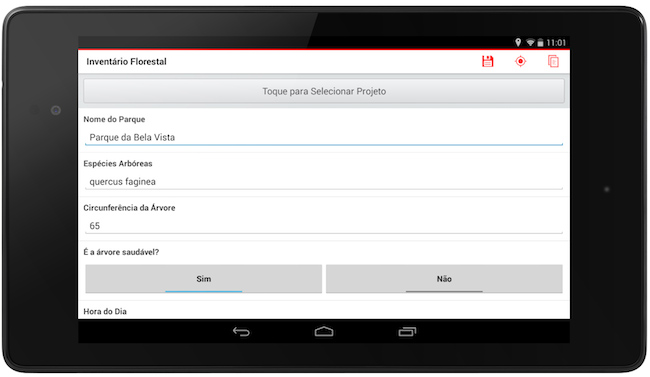 11:01
Inventário Florestal
Toque para Selecionar Projeto
Nome do Parque
Parque da Bela Vista
Espécies Arbóreas
quercus faginea
Circunferência da Árvore
65
É a árvore saudável?
Sim Não
Hora do Dia